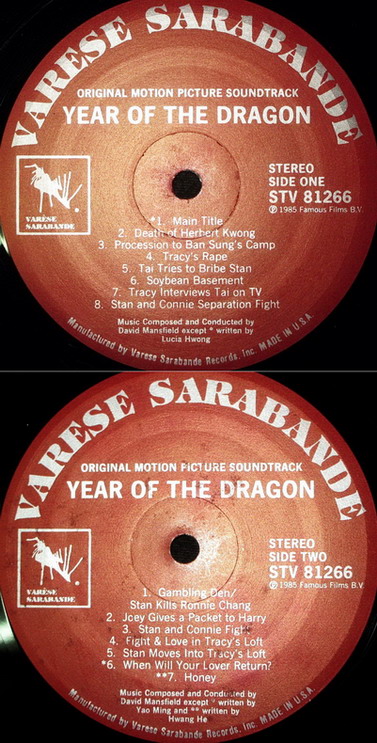 VARESE SARABANDE
ORIGINAL MOTION PICTURE SOUNDTRACK
YEAR OF THE DRAGON
VARÈSE
SARABANDE
STEREO
SIDE ONE
STV 81266
℗ 1985 Famous Films B.V.
*1. Main Title
2. Death of Herbert Kwong
3. Procession to Ban Sung's Camp
4. Tracy's Rape
5. Tai Tries to Bribe Stan
6. Soybean Basement
7. Tracy Interviews Tai on TV
8. Stan and Connie Separation Fight
Music Composed and Conducted by
David Mansfield except * written by
Lucia Hwong
Manufactured by Varese Sarabande Records, Inc. MADE IN U.S.A.
VARESE SARABANDE
ORIGINAL MOTION PICTURE SOUNDTRACK
YEAR OF THE DRAGON
VARÈSE
SARABANDE
STEREO
SIDE TWO
STV 81266
℗ 1985 Famous Films B.V.
1. Gambling Den/
Stan Kills Ronnie Chang
2. Joey Gives a Packet to Harry
3. Stan and Connie Fight
4. Fight & Love in Tracy's Loft
5. Stan Moves Into Tracy's Loft
*6. When Will Your Lover Return?
**7. Honey
Music Composed and Conducted by
David Mansfield except * written by
Yao Ming and ** written by
Hwang He
Manufactured by Varese Sarabande Records, Inc. MADE IN U.S.A.